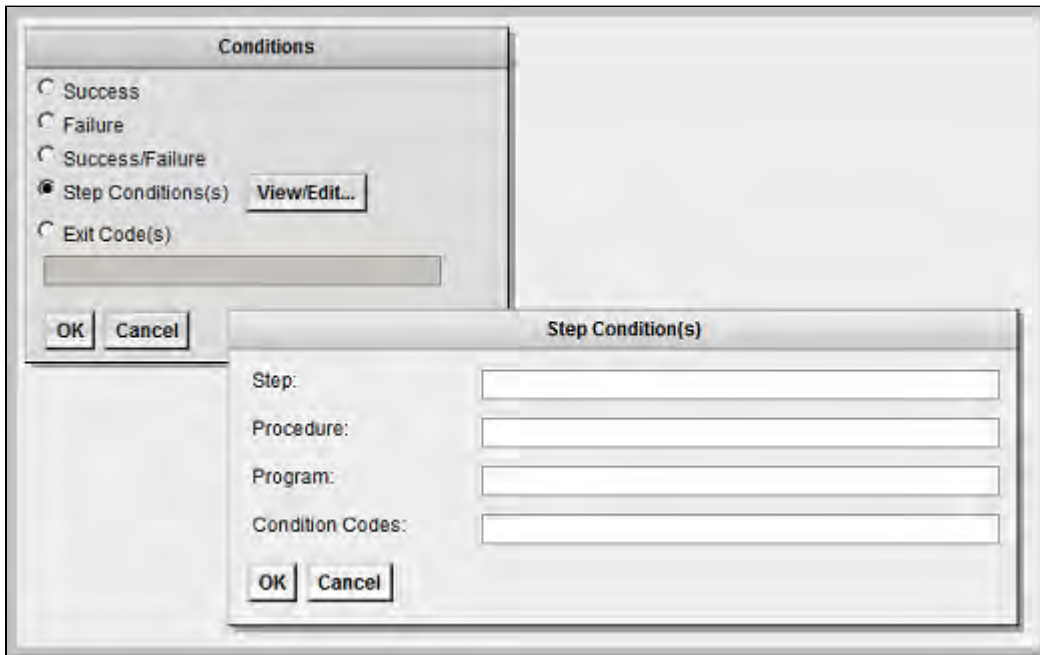 Conditions
Success
Failure
Success/Failure
Step Conditions(s) View/Edit...
Exit Code(s)
OK Cancel
Step Condition(s)
Step:
Procedure:
Program:
Condition Codes:
OK Cancel